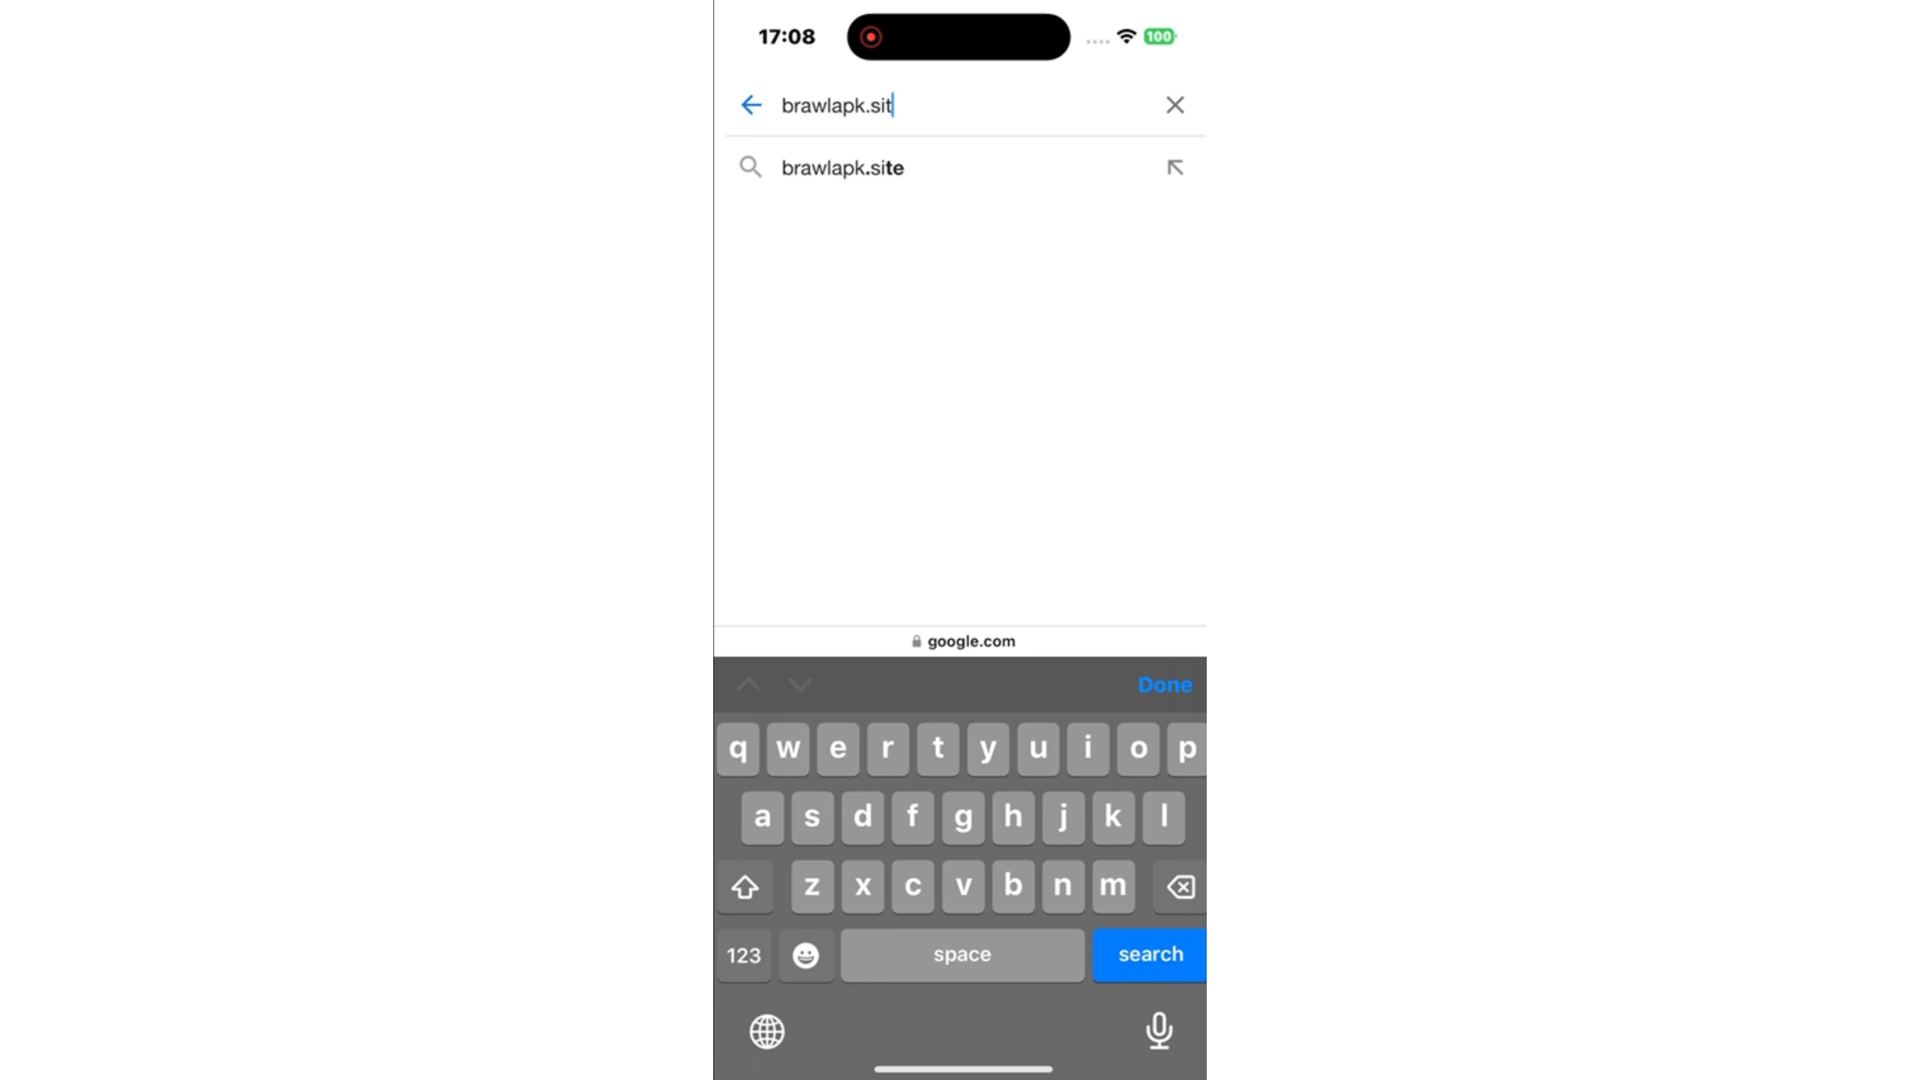 17:08
100
brawlapk.sit
brawlapk.site
google.com
Done
q w e r t y u i o p
a s d f g h j k l
z x c v b n m
123 space search